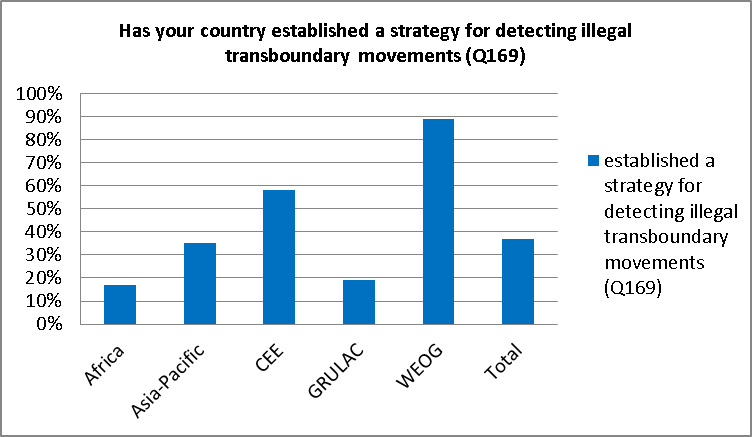 Has your country established a strategy for detecting illegal
transboundary movements (Q169)
100%
90%
80%
70%
60%
50%
40%
30%
20%
10%
0%
Africa
Asia-Pacific
CEE
GRULAC
WEOG
Total
established a
strategy for
detecting illegal
transboundary
movements
(Q169)